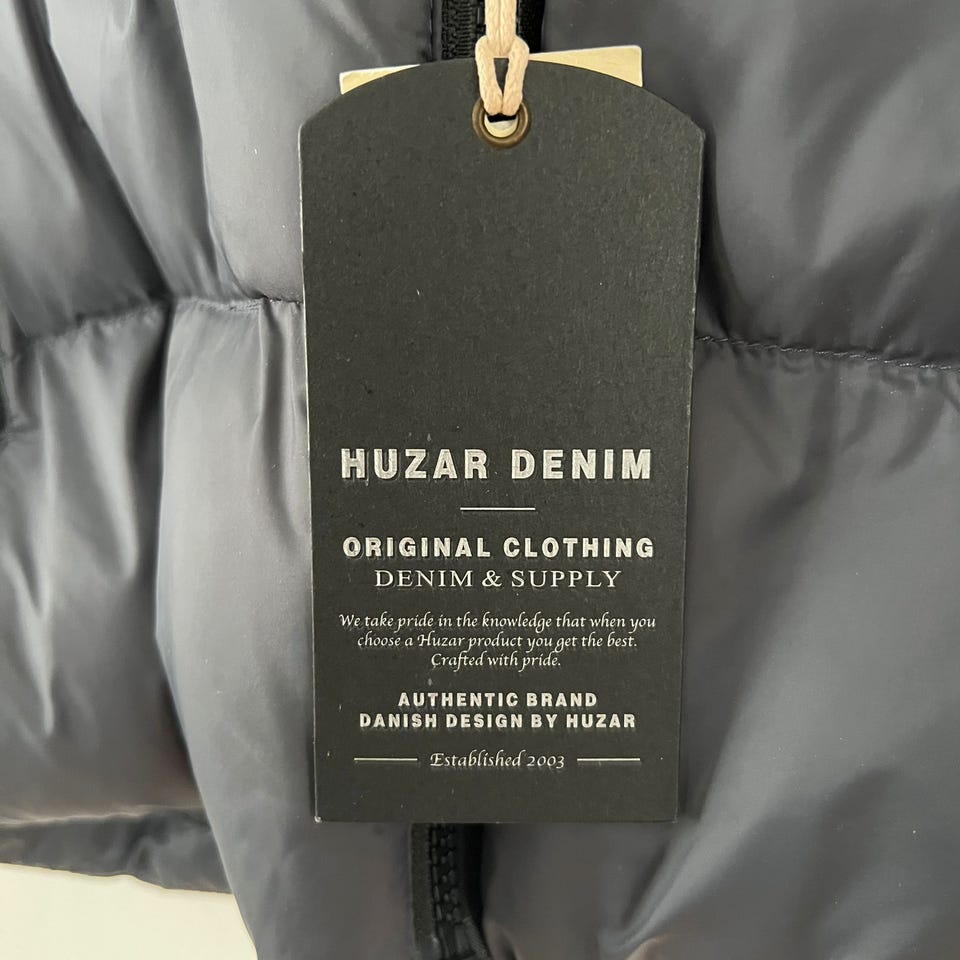 HUZAR DENIM
ORIGINAL CLOTHING
DENIM & SUPPLY
We take pride in the knowledge that when you
choose a Huzar product you get the best.
Crafted with pride.
AUTHENTIC BRAND
DANISH DESIGN BY HUZAR
Established 2003